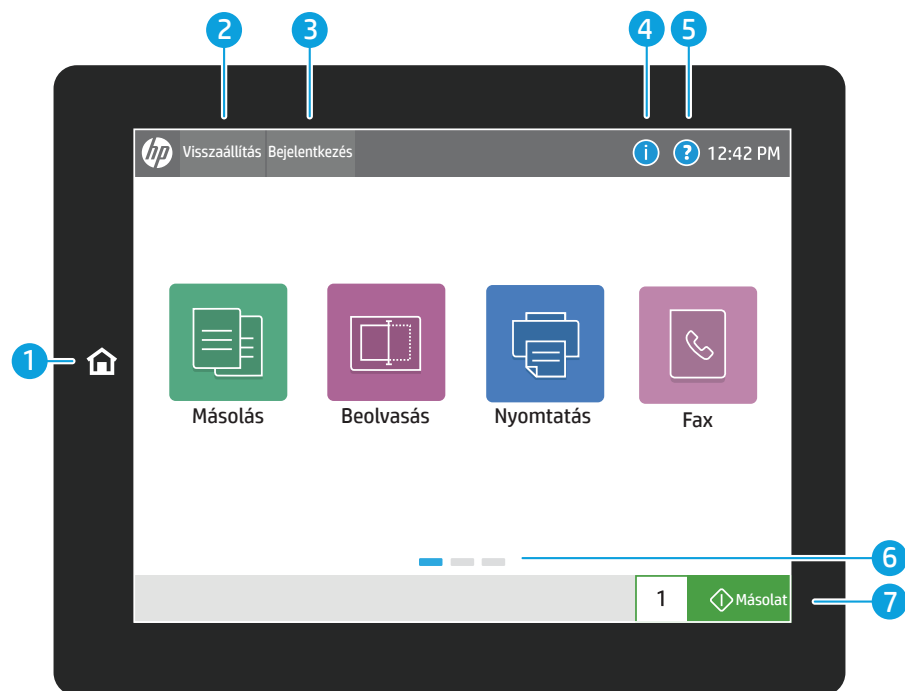 2 3 4 5
hp Visszaállítás Bejelentkezés i ? 12:42 PM
1
Másolás Beolvasás Nyomtatás Fax
6
1 Másolat
7